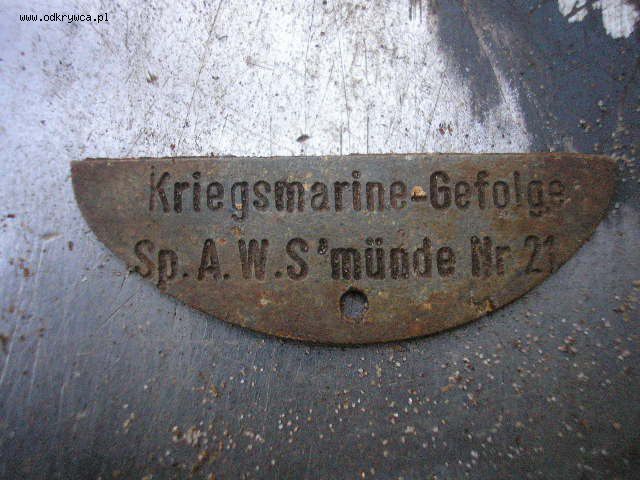 www.odkrywca.pl
Kriegsmarine-Gefolge
Sp.A.W.S'münde Nr 21